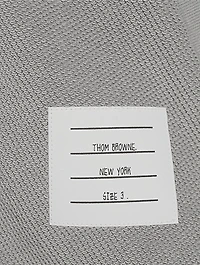 THOM BROWNE.
NEW YORK
SIZE 3.